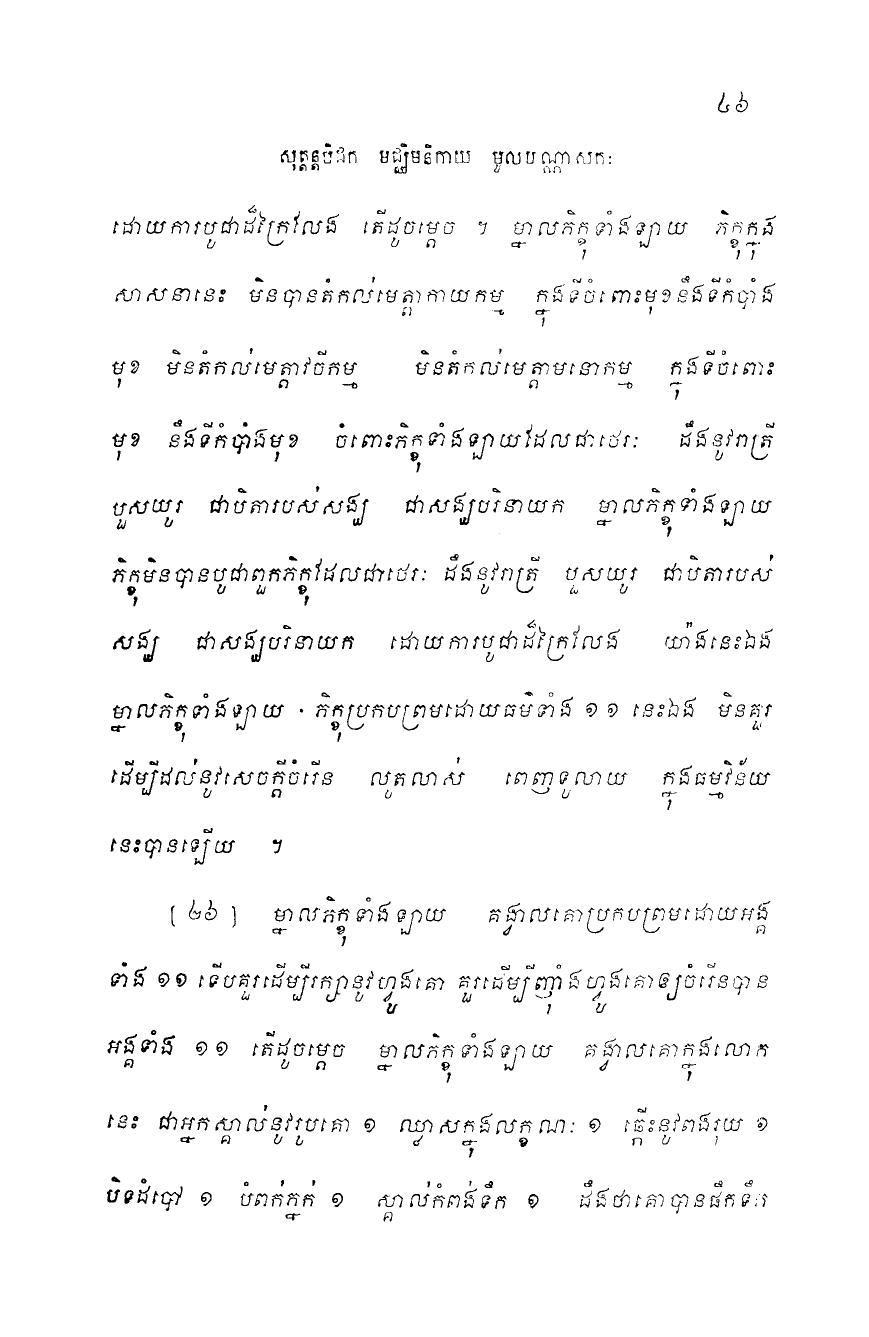 ៤៦
សុត្តន្តបិដក មជ្ឈិមនិកាយ មូលបណ្ណាសកៈ
ដោយការបូជាដ៏ក្រៃលែង តើដូចម្តេច ។ ម្នាលភិក្ខុទាំងឡាយ ភិក្ខុក្នុង
សាសនានេះ មិនបានតំកល់មេត្តាកាយកម្ម ក្នុងទីចំពោះមុខនឹងទីកំបាំង
មុខ មិនតំកល់មេត្តាវចីកម្ម មិនតំកល់មេត្តាមនោកម្ម ក្នុងទីចំពោះ
មុខ នឹងទីកំបាំងមុខ ចំពោះភិក្ខុទាំងឡាយដែលជាថេរៈ ដឹងនូវរាត្រី
បួសយូរ ជាបិតារបស់សង្ឃ ជាសង្ឃបរិនាយក ម្នាលភិក្ខុទាំងឡាយ
ភិក្ខុមិនបានបូជាពួកភិក្ខុដែលជាថេរៈ ដឹងនូវរាត្រី បួសយូរ ជាបិតារបស់
សង្ឃ ជាសង្ឃបរិនាយក ដោយការបូជាដ៏ក្រៃលែង យ៉ាងនេះឯង
ម្នាលភិក្ខុទាំងឡាយ ភិក្ខុប្រកបព្រមដោយធម៌ទាំង ១១ នេះឯង មិនគួរ
ដើម្បីដល់នូវសេចក្តីចំរើន លូតលាស់ ពេញទូលាយ ក្នុងធម្មវិន័យ
នេះបានឡើយ ។
[ ៤៦ ] ម្នាលភិក្ខុទាំងឡាយ គង្វាលគោប្រកបព្រមដោយអង្គ
ទាំង ១១ ទើបគួរដើម្បីរក្សានូវហ្វូងគោ គួរដើម្បីញ៉ាំងហ្វូងគោឲ្យចំរើនបាន
អង្គទាំង ១១ តើដូចម្តេច ម្នាលភិក្ខុទាំងឡាយ គង្វាលគោក្នុងលោក
នេះ ជាអ្នកស្គាល់នូវរូបគោ ១ ឈ្វាសក្នុងលក្ខណៈ ១ ឆ្កើះនូវពងរុយ ១
បិទដំបៅ ១ បំពក់ភ្នក់ ១ ស្គាល់កំពង់ទឹក ១ ដឹងថាគោបានផឹកទឹក